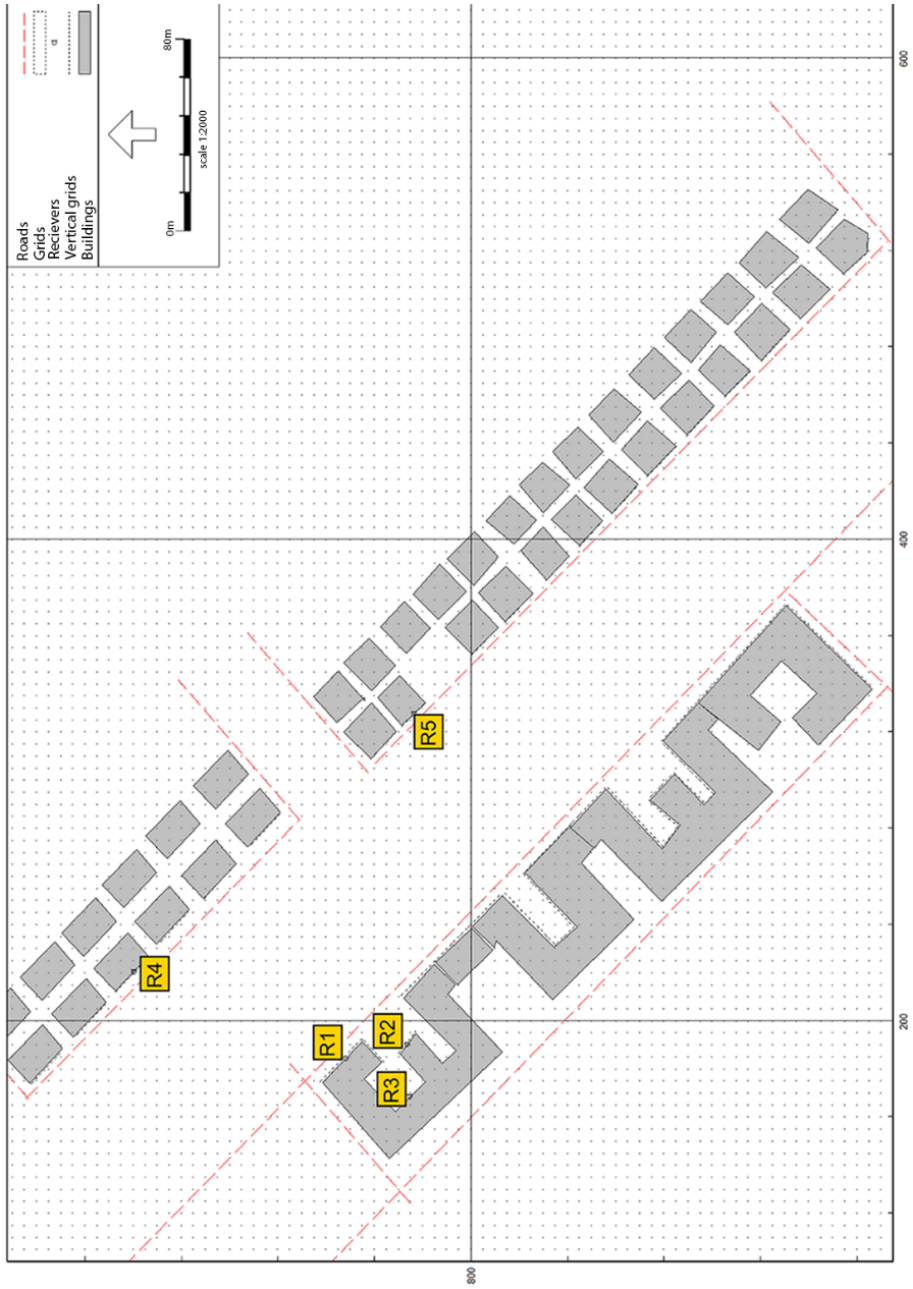 Roads
Grids
Recievers
Vertical grids
Buildings
0m
80m
scale 1:2000
600
400
200
800
R1
R2
R3
R4
R5